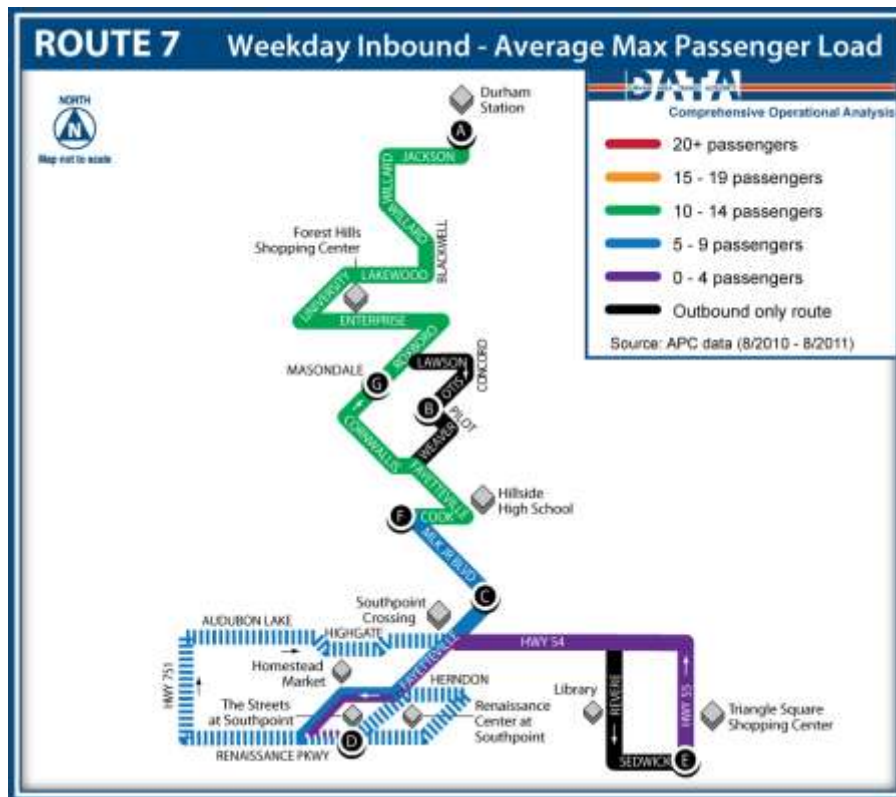 ROUTE 7 Weekday Inbound - Average Max Passenger Load
DATA
Comprehensive Operational Analysis
20+ passengers
15 - 19 passengers
10 - 14 passengers
5 - 9 passengers
0 - 4 passengers
Outbound only route
Source: APC data (8/2010 - 8/2011)
NORTH
N
Map not to scale
Durham
Station
A
JACKSON
WILLARD
WILLARD
BLACKWELL
Forest Hills
Shopping Center
LAKEWOOD
UNIVERSITY
ENTERPRISE
ROXBORO
MASONDALE
G
LAWSON
CONCORD
OTIS
B
PILOT
WEAVER
CORNWALLIS
FAYETTEVILLE
Hillside
High School
F
COOK
MLK JR BLVD
C
Southpoint
Crossing
AUDUBON LAKE
HIGHGATE
HWY 54
FAYETTEVILLE
Homestead
Market
HWY 751
HERNDON
The Streets
at Southpoint
Renaissance
Center at
Southpoint
Library
REVERE
HWY 55
Triangle Square
Shopping Center
RENAISSANCE PKWY
D
SEDWICK
E